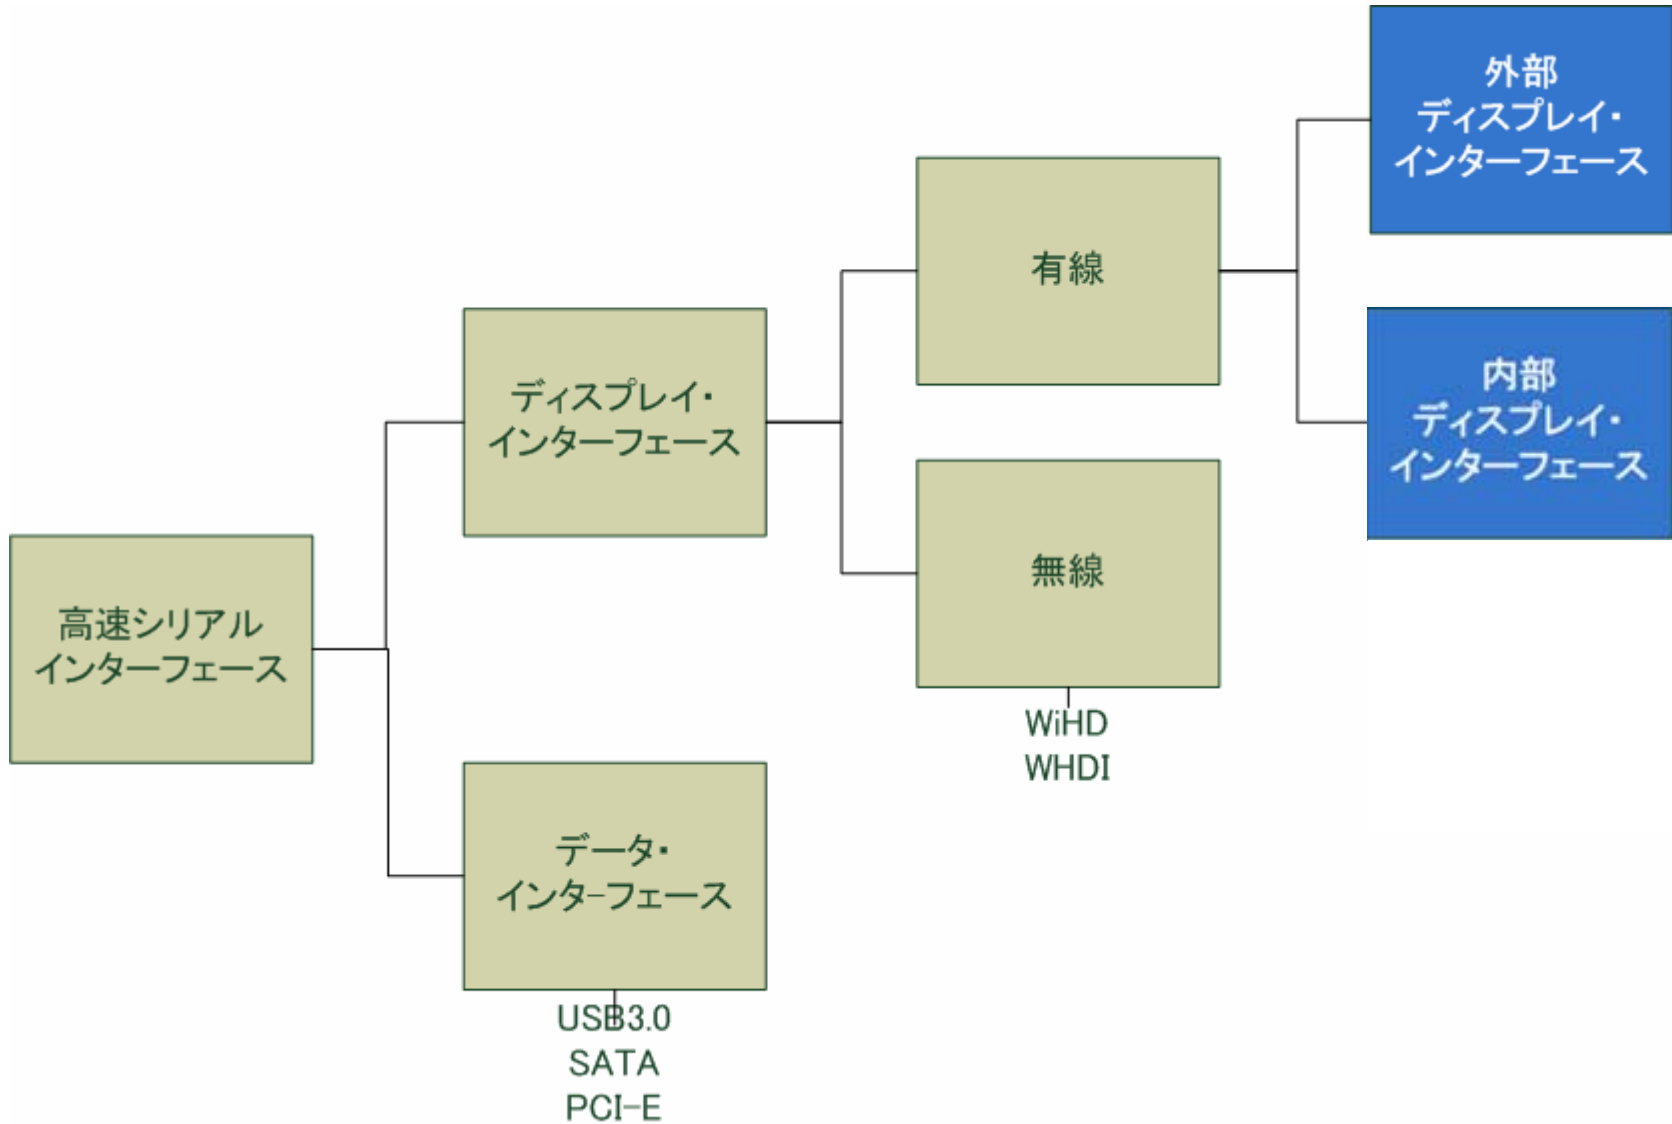 外部
ディスプレイ・
インターフェース
有線
内部
ディスプレイ・
インターフェース
ディスプレイ・
インターフェース
無線
WiHD
WHDI
高速シリアル
インターフェース
データ・
インタ-フェース
USB3.0
SATA
PCI-E